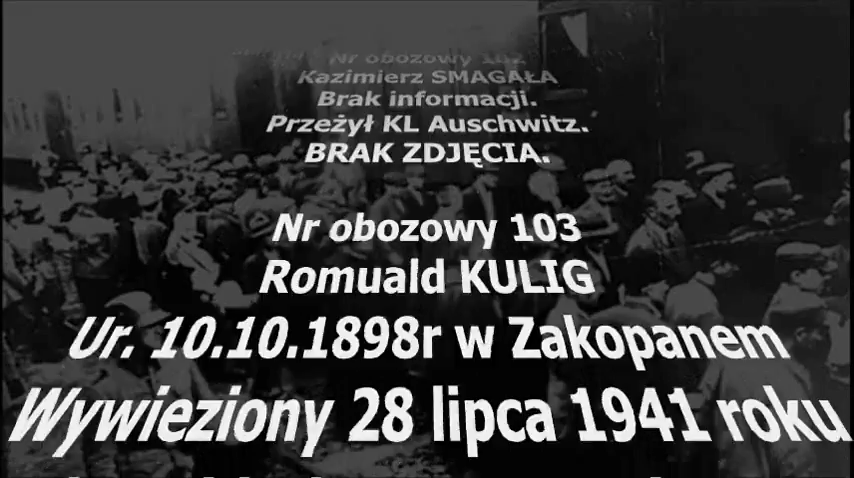 Nr obozowy 102
Kazimierz SMAGAŁA
Brak informacji.
Przeżył KL Auschwitz.
BRAK ZDJĘCIA.
Nr obozowy 103
Romuald KULIG
Ur. 10.10.1898r w Zakopanem
Wywieziony 28 lipca 1941 roku